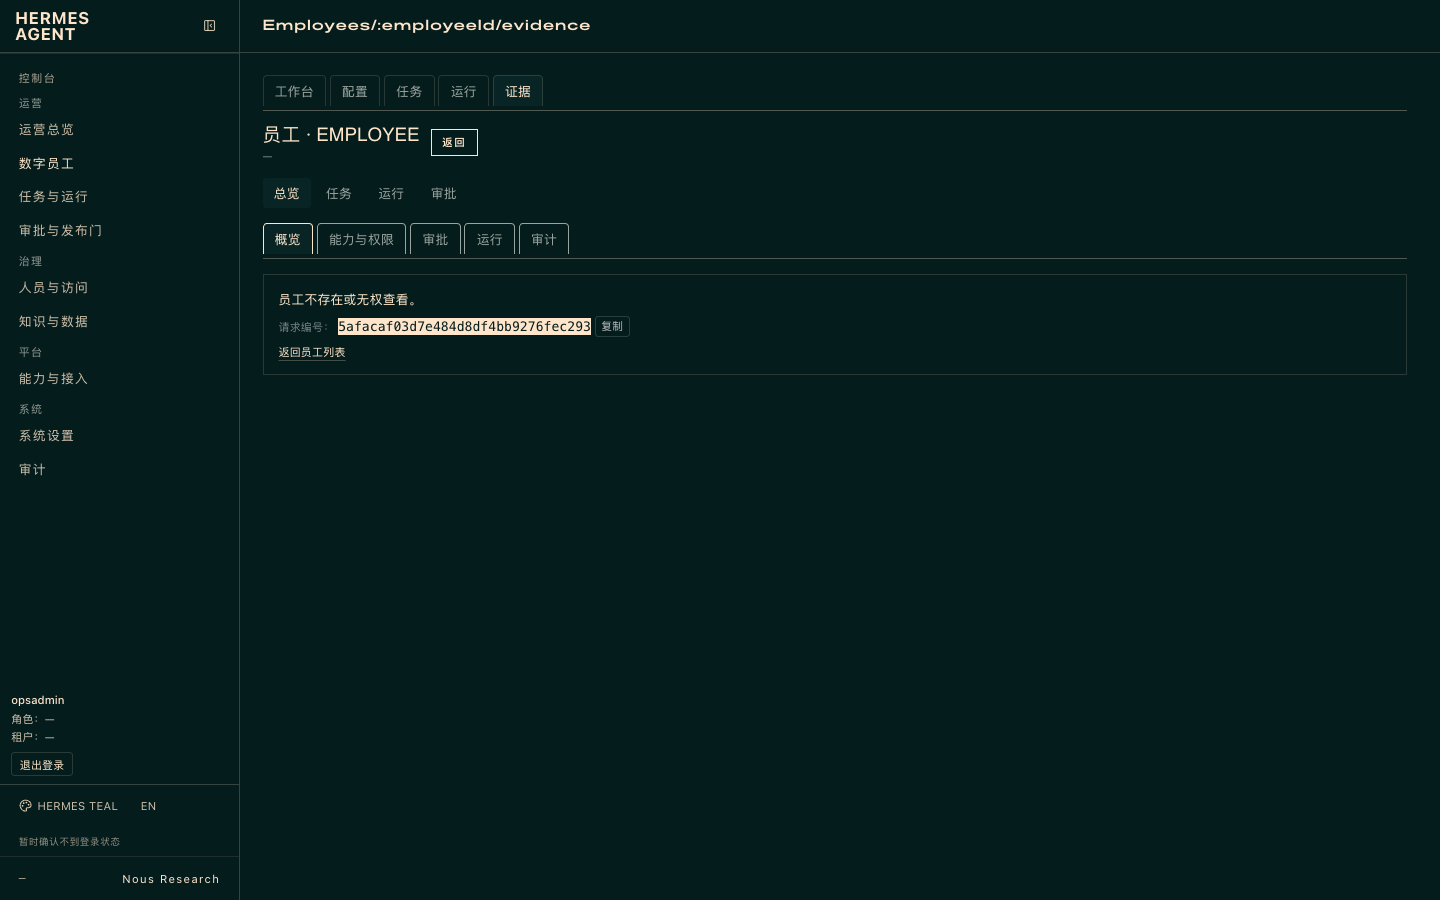 HERMES
AGENT
Employees/:employeeId/evidence
控制台
运营
运营总览
数字员工
任务与运行
审批与发布门
治理
人员与访问
知识与数据
平台
能力与接入
系统
系统设置
审计
工作台 配置 任务 运行 证据
员工 · EMPLOYEE 返回
—
总览 任务 运行 审批
概览 能力与权限 审批 运行 审计
员工不存在或无权查看。
请求编号: 5afacaf03d7e484d8df4bb9276fec293 复制
返回员工列表
opsadmin
角色: —
租户: —
退出登录
HERMES TEAL EN
暂时确认不到登录状态
— Nous Research